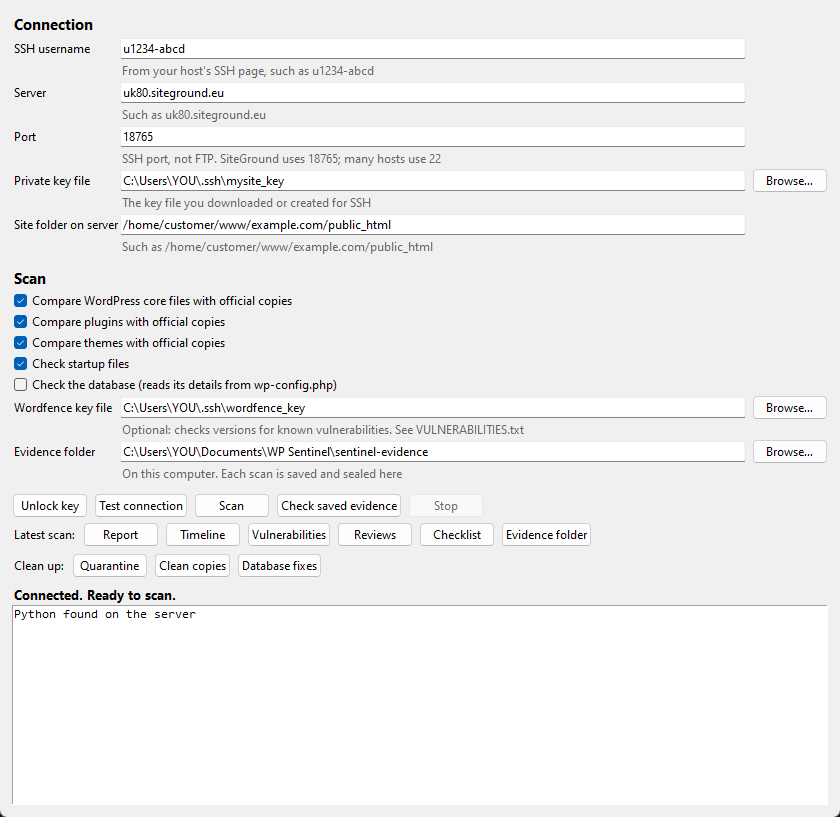 Connection
SSH username u1234-abcd
From your host's SSH page, such as u1234-abcd
Server uk80.siteground.eu
Such as uk80.siteground.eu
Port 18765
SSH port, not FTP. SiteGround uses 18765; many hosts use 22
Private key file C:\Users\YOU\.ssh\mysite_key Browse...
The key file you downloaded or created for SSH
Site folder on server /home/customer/www/example.com/public_html
Such as /home/customer/www/example.com/public_html
Scan
Compare WordPress core files with official copies
Compare plugins with official copies
Compare themes with official copies
Check startup files
Check the database (reads its details from wp-config.php)
Wordfence key file C:\Users\YOU\.ssh\wordfence_key Browse...
Optional: checks versions for known vulnerabilities. See VULNERABILITIES.txt
Evidence folder C:\Users\YOU\Documents\WP Sentinel\sentinel-evidence Browse...
On this computer. Each scan is saved and sealed here
Unlock key Test connection Scan Check saved evidence Stop
Latest scan: Report Timeline Vulnerabilities Reviews Checklist Evidence folder
Clean up: Quarantine Clean copies Database fixes
Connected. Ready to scan.
Python found on the server